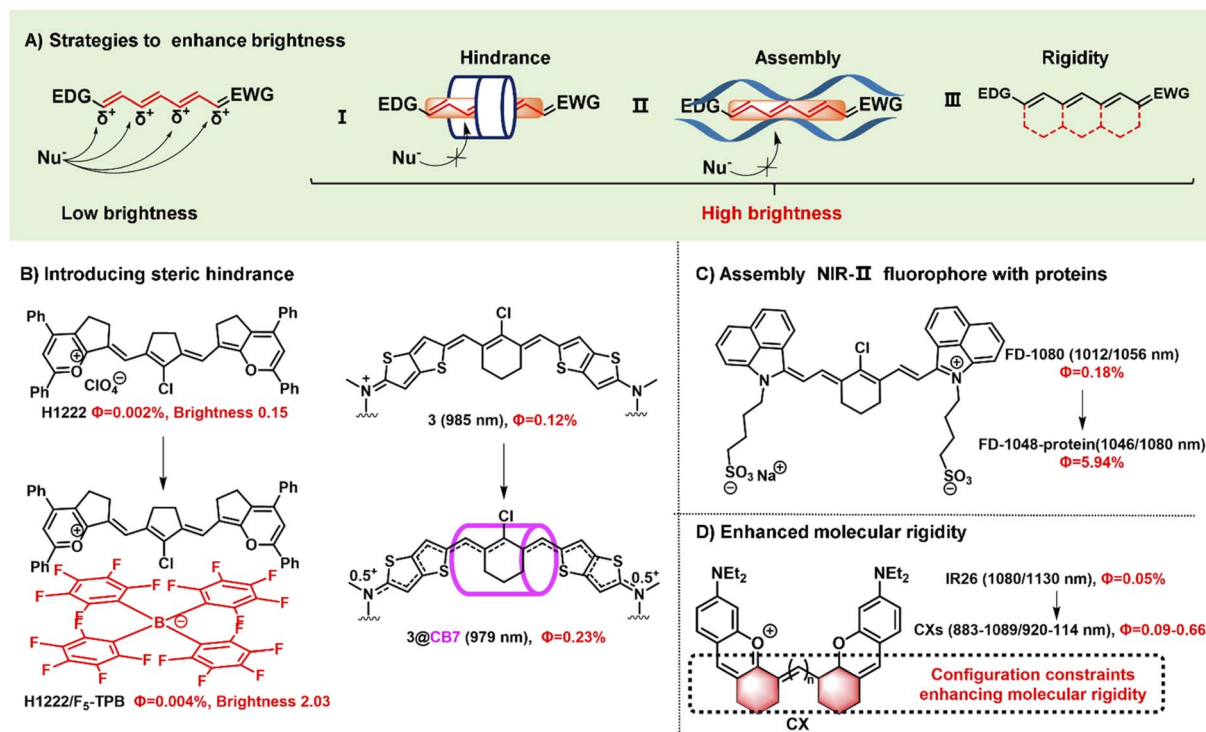 A) Strategies to enhance brightness
Hindrance
Assembly
Rigidity
EDG
EWG
δ+ δ+ δ+ δ+
Nu-
Low brightness
I
EWG
Nu-
II
EDG
EWG
Nu-
III
EDG
EWG
High brightness
B) Introducing steric hindrance
Ph
Ph
O
+
Ph
ClO4⊖
Cl
O
Ph
H1222 Φ=0.002%, Brightness 0.15
Ph
Ph
O
+
Ph
Cl
O
Ph
F F F F F F F F F F
B ⊖
F F F F F F F F F F
H1222/F5-TPB Φ=0.004%, Brightness 2.03
Cl
S S S S
N+
N
3 (985 nm), Φ=0.12%
Cl
S S S S
0.5+
N
0.5+
N
3@CB7 (979 nm), Φ=0.23%
C) Assembly NIR-II fluorophore with proteins
Cl
N
N
⊕
SO3 Na⊕
⊖
SO3
⊖
FD-1080 (1012/1056 nm)
Φ=0.18%
FD-1048-protein(1046/1080 nm)
Φ=5.94%
D) Enhanced molecular rigidity
NEt2
NEt2
O
+
O
n
CX
IR26 (1080/1130 nm), Φ=0.05%
CXs (883-1089/920-114 nm), Φ=0.09-0.66
Configuration constraints
enhancing molecular rigidity